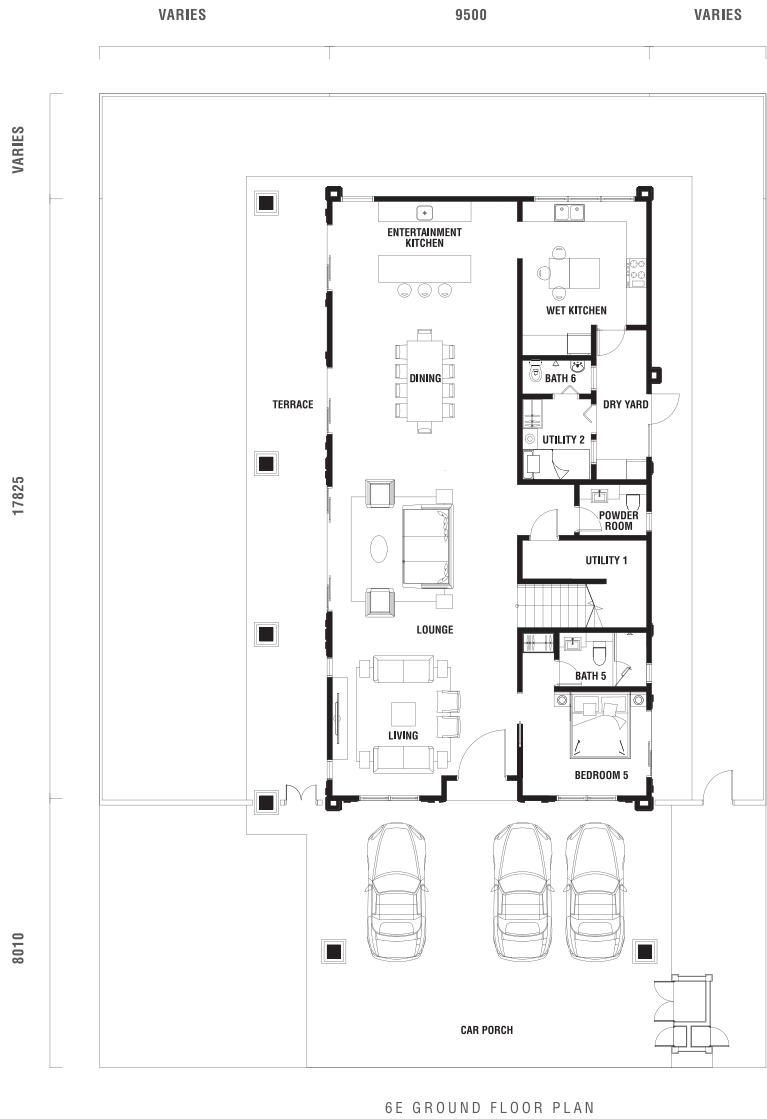 VARIES
9500
VARIES
VARIES
ENTERTAINMENT
KITCHEN
WET KITCHEN
BATH 6
DINING
TERRACE
DRY YARD
UTILITY 2
17825
POWDER
ROOM
UTILITY 1
LOUNGE
BATH 5
LIVING
BEDROOM 5
8010
CAR PORCH
6E GROUND FLOOR PLAN